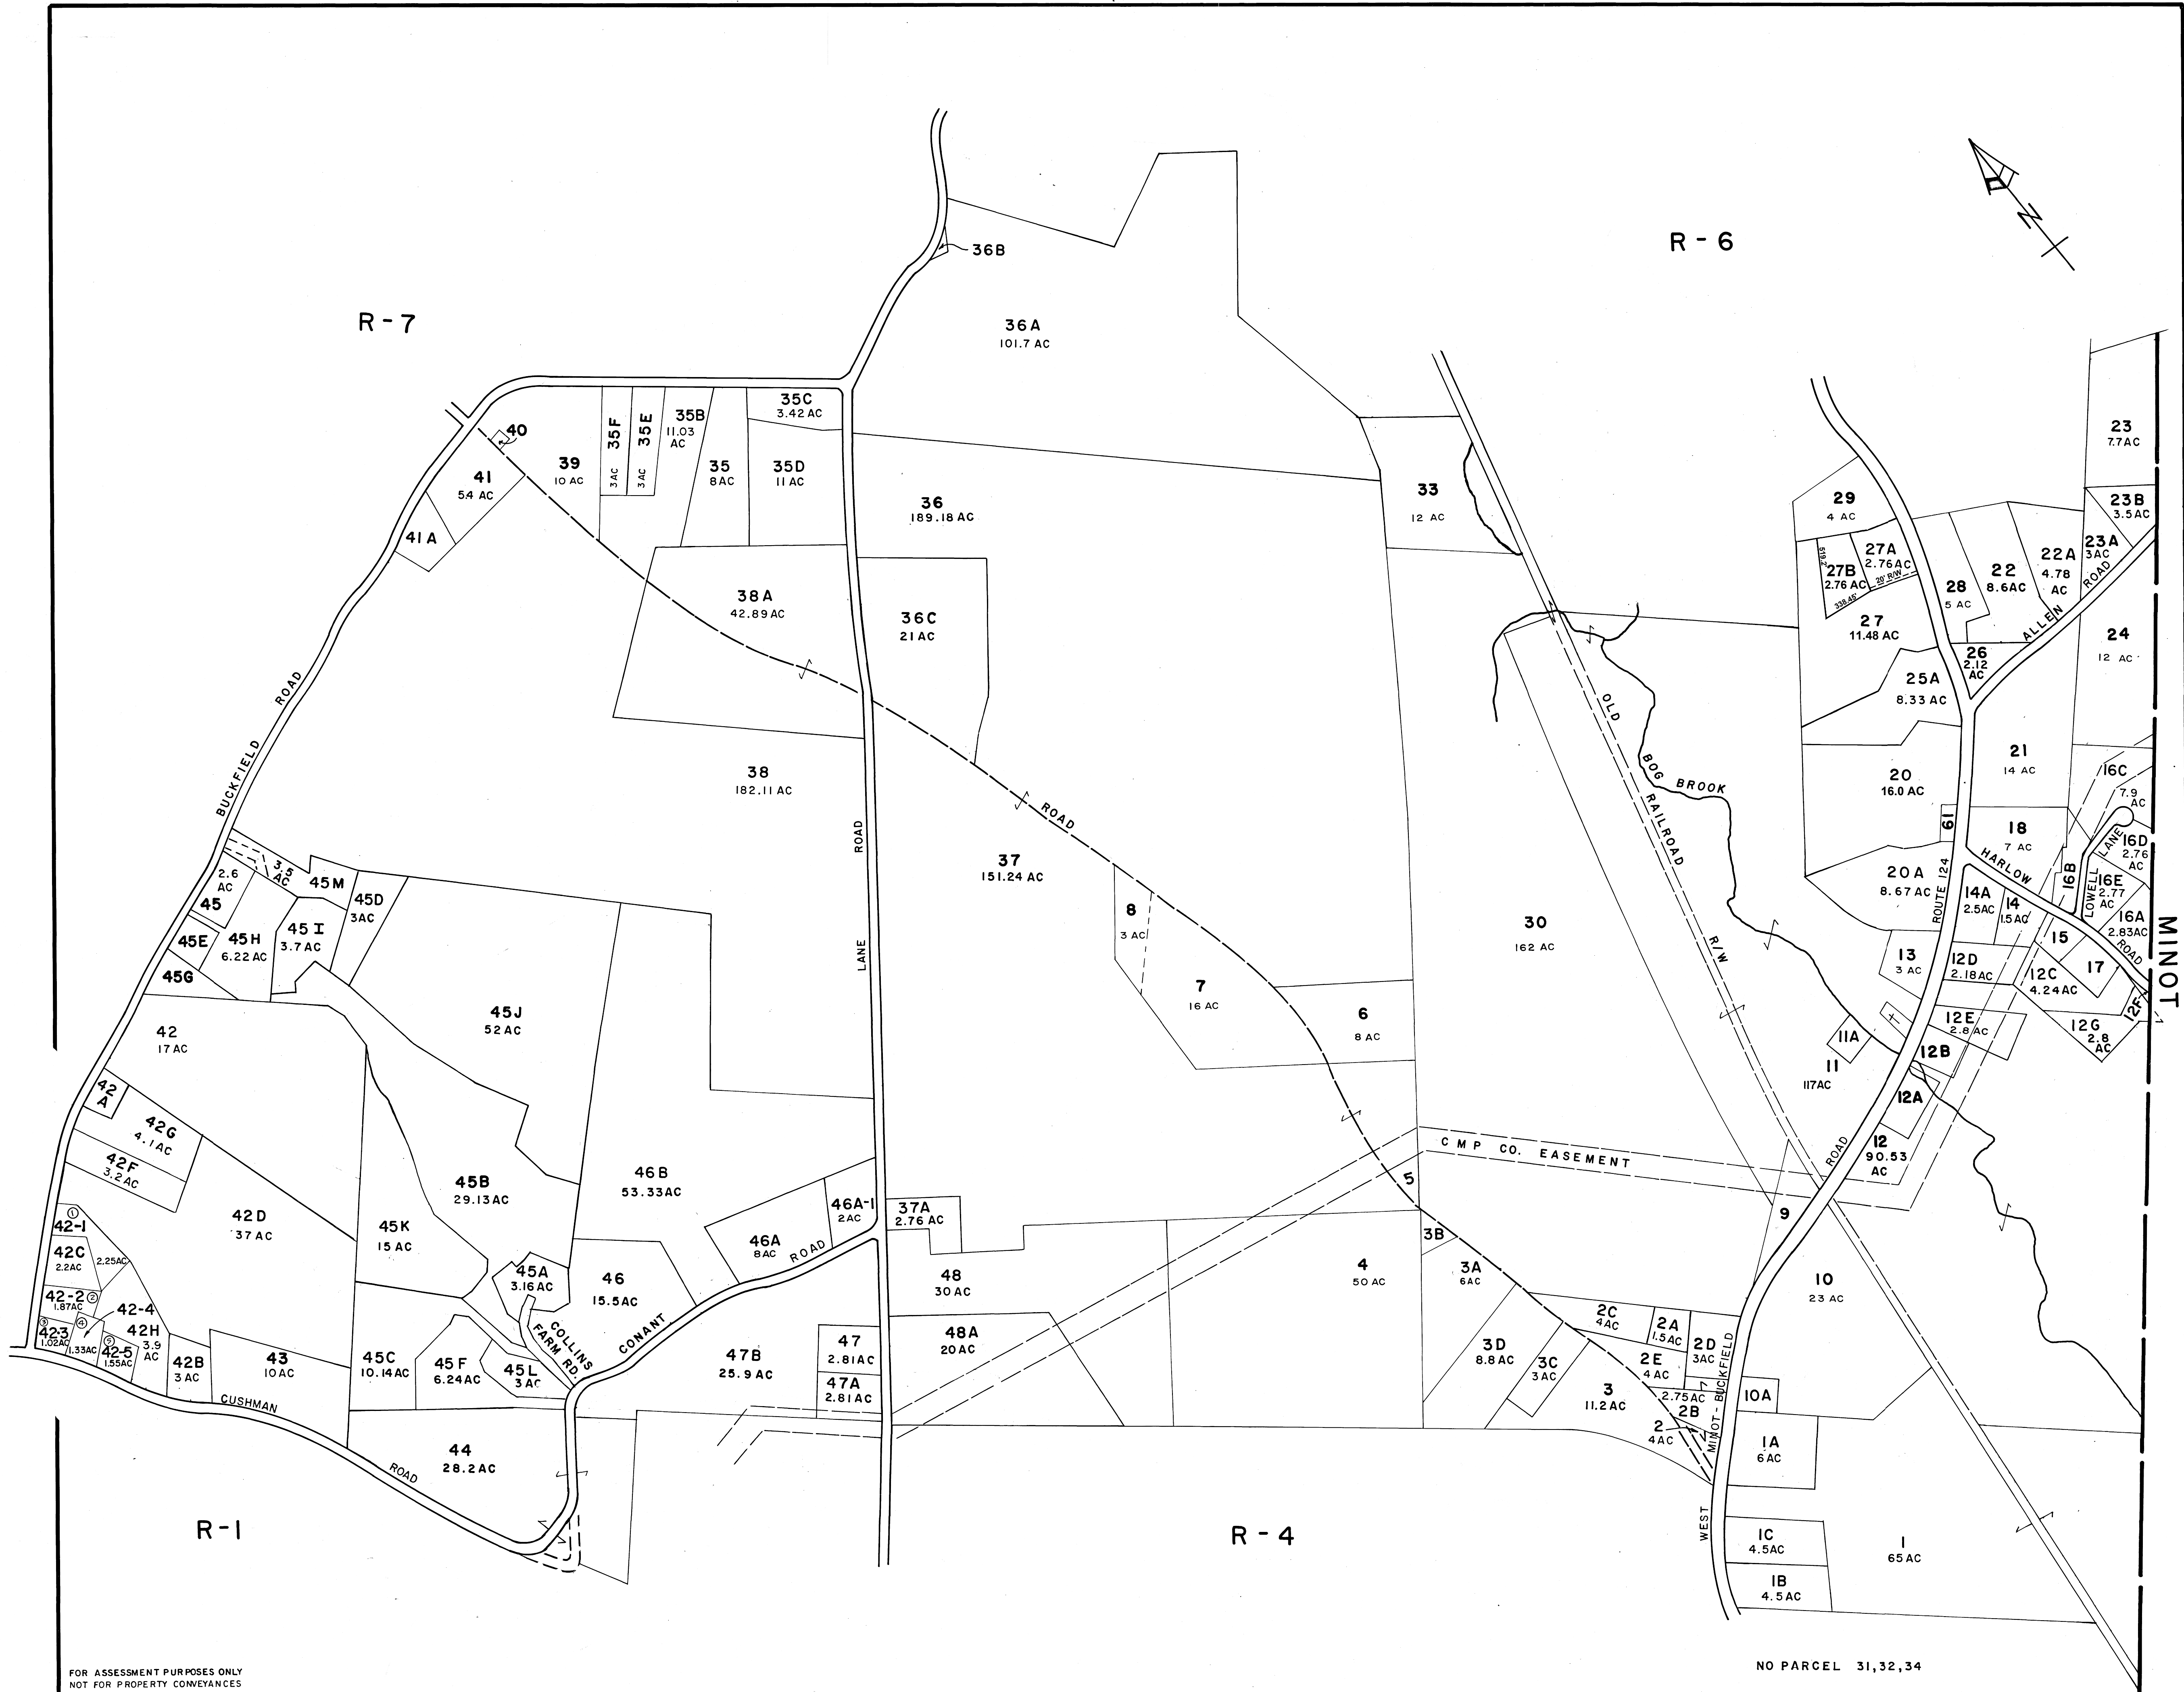 R-7
R-6
N
36B
36A
101.7 AC
40
41
5.4 AC
41A
39
10 AC
35F
3 AC
35E
3 AC
35B
11.03
AC
35
8 AC
35C
3.42 AC
35D
11 AC
36
189.18 AC
33
12 AC
38A
42.89 AC
36C
21 AC
38
182.11 AC
37
151.24 AC
BUCKFIELD ROAD
LANE ROAD
ROAD
8
3 AC
7
16 AC
6
8 AC
5
30
162 AC
OLD RAILROAD R/W
BOG BROOK
CMP CO. EASEMENT
23
7.7 AC
23B
3.5 AC
23A
3 AC
29
4 AC
27A
2.76 AC
20' R/W
27B
2.76 AC
519.2'
338.45'
27
11.48 AC
28
5 AC
22
8.6 AC
22A
4.78
AC
ALLEN ROAD
24
12 AC
26
2.12
AC
25A
8.33 AC
20
16.0 AC
21
14 AC
16C
7.9
AC
19
18
7 AC
16D
2.76
AC
LOWELL LANE
16B
16E
2.77
AC
16A
2.83 AC
HARLOW ROAD
20A
8.67 AC
ROUTE 124
14A
2.5 AC
14
1.5 AC
15
17
13
3 AC
12D
2.18 AC
12C
4.24 AC
12F
12G
2.8
AC
12E
2.8 AC
12B
12A
12
90.53
AC
11A
11
117 AC
MINOT
9
10
23 AC
10A
45M
3.5
AC
2.6
AC
45
45D
3 AC
45E
45H
6.22 AC
45I
3.7 AC
45G
45J
52 AC
42
17 AC
42
A
42G
4.1 AC
42F
3.2 AC
42D
37 AC
1
42-1
42C
2.2 AC
2.25 AC
42-2
2
1.87 AC
3
42-3
1.02 AC
42-4
4
1.33 AC
5
42-5
1.55 AC
42H
3.9
AC
42B
3 AC
43
10 AC
CUSHMAN ROAD
45K
15 AC
45B
29.13 AC
45A
3.16 AC
45C
10.14 AC
45F
6.24 AC
45L
3 AC
COLLINS
FARM RD.
CONANT ROAD
44
28.2 AC
46B
53.33 AC
46A
8 AC
46A-1
2 AC
46
15.5 AC
37A
2.76 AC
48
30 AC
48A
20 AC
47
2.81 AC
47A
2.81 AC
47B
25.9 AC
4
50 AC
3B
3A
6 AC
3D
8.8 AC
3C
3 AC
3
11.2 AC
2C
4 AC
2A
1.5 AC
2D
3 AC
2E
4 AC
2.75 AC
2B
2
4 AC
WEST MINOT-BUCKFIELD ROAD
1A
6 AC
1C
4.5 AC
1B
4.5 AC
1
65 AC
R-1
R-4
NO PARCEL 31,32,34
FOR ASSESSMENT PURPOSES ONLY
NOT FOR PROPERTY CONVEYANCES